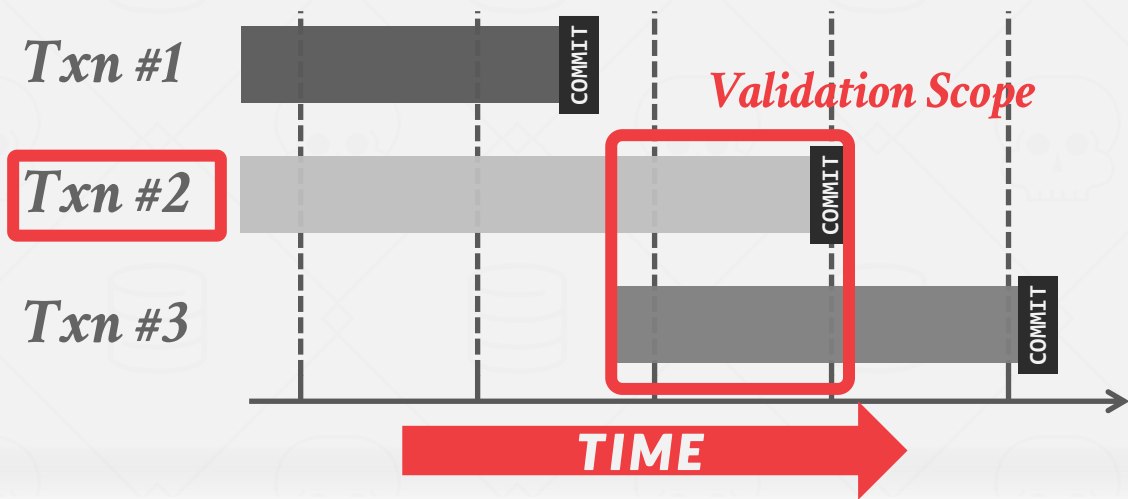 Txn #1
COMMIT
Validation Scope
Txn #2
COMMIT
Txn #3
COMMIT
TIME